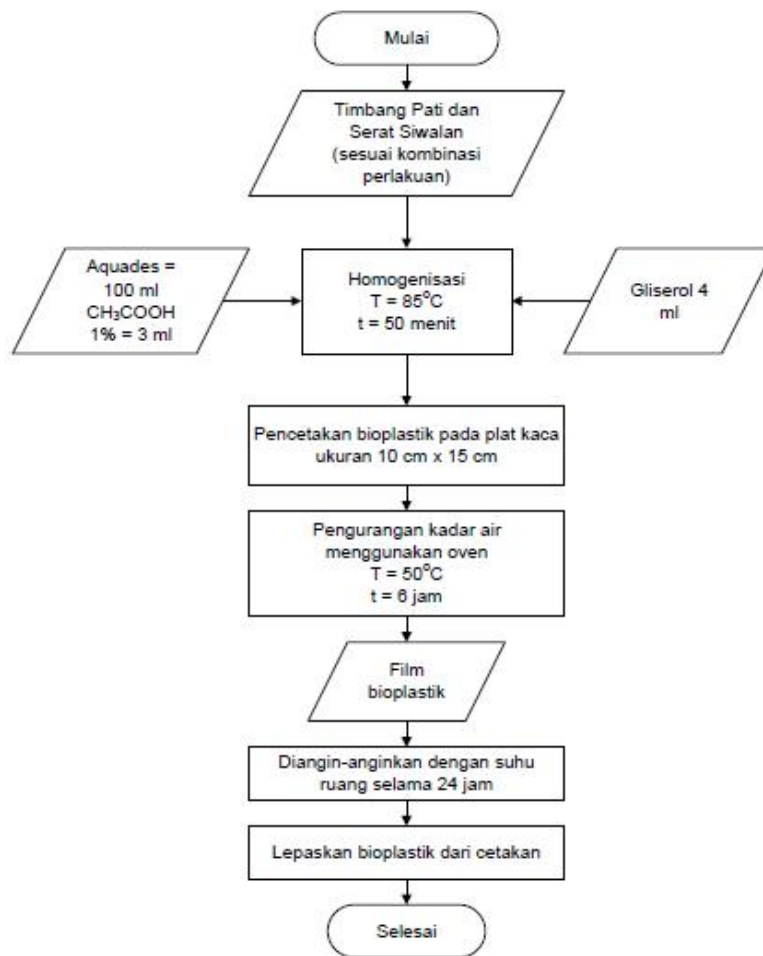 Mulai
Timbang Pati dan
Serat Siwalan
(sesuai kombinasi
perlakuan)
Aquades =
100 ml
CH₃COOH
1% = 3 ml
Homogenisasi
T = 85°C
t = 50 menit
Gliserol 4
ml
Pencetakan bioplastik pada plat kaca
ukuran 10 cm x 15 cm
Pengurangan kadar air
menggunakan oven
T = 50°C
t = 6 jam
Film
bioplastik
Diangin-anginkan dengan suhu
ruang selama 24 jam
Lepaskan bioplastik dari cetakan
Selesai